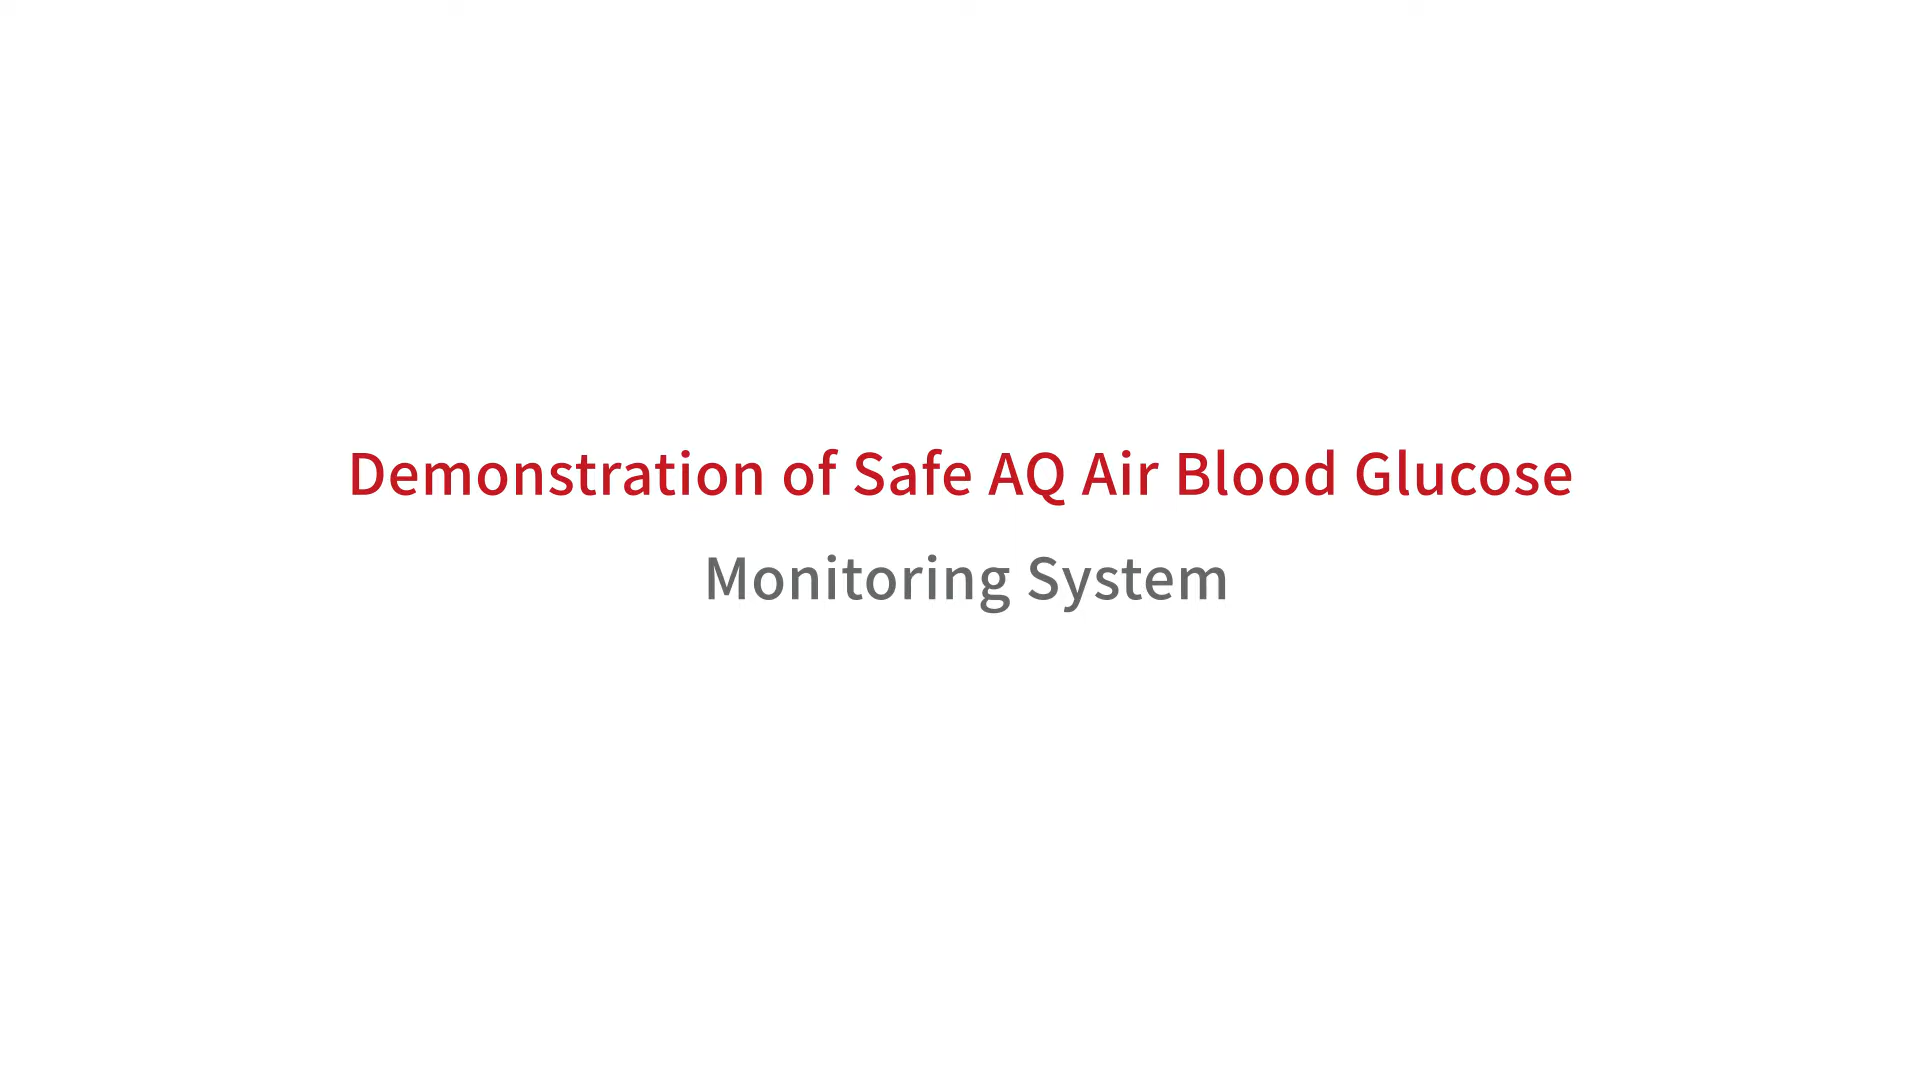 Demonstration of Safe AQ Air Blood Glucose
Monitoring System